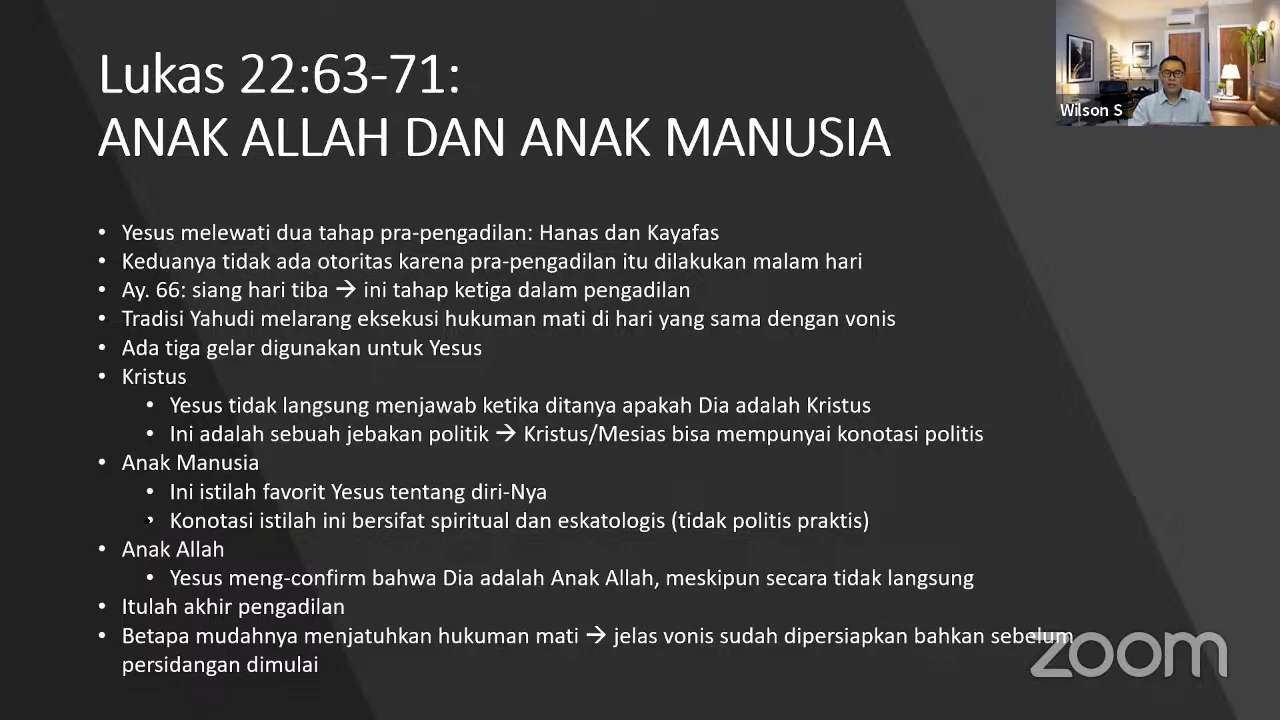 Lukas 22:63-71:
ANAK ALLAH DAN ANAK MANUSIA
Wilson S
• Yesus melewati dua tahap pra-pengadilan: Hanas dan Kayafas
• Keduanya tidak ada otoritas karena pra-pengadilan itu dilakukan malam hari
• Ay. 66: siang hari tiba → ini tahap ketiga dalam pengadilan
• Tradisi Yahudi melarang eksekusi hukuman mati di hari yang sama dengan vonis
• Ada tiga gelar digunakan untuk Yesus
• Kristus
• Yesus tidak langsung menjawab ketika ditanya apakah Dia adalah Kristus
• Ini adalah sebuah jebakan politik → Kristus/Mesias bisa mempunyai konotasi politis
• Anak Manusia
• Ini istilah favorit Yesus tentang diri-Nya
• Konotasi istilah ini bersifat spiritual dan eskatologis (tidak politis praktis)
• Anak Allah
• Yesus meng-confirm bahwa Dia adalah Anak Allah, meskipun secara tidak langsung
• Itulah akhir pengadilan
• Betapa mudahnya menjatuhkan hukuman mati → jelas vonis sudah dipersiapkan bahkan sebelum
persidangan dimulai
zoom